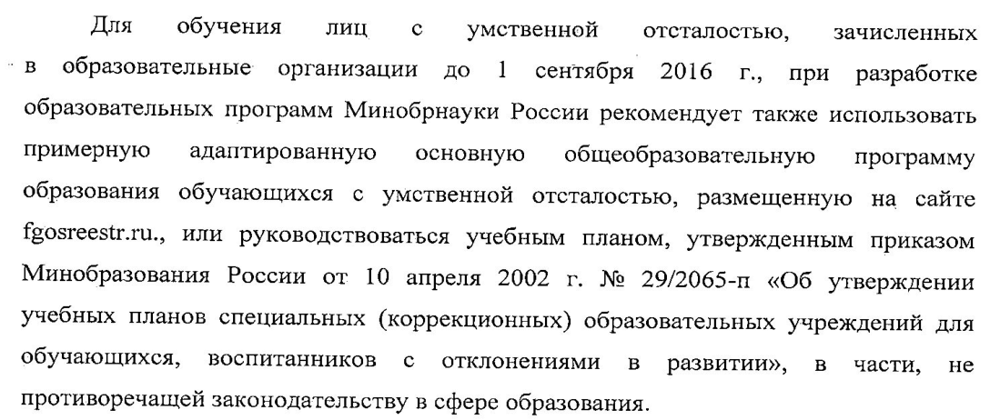 Для обучения лиц с умственной отсталостью, зачисленных
в образовательные организации до 1 сентября 2016 г., при разработке
образовательных программ Минобрнауки России рекомендует также использовать
примерную адаптированную основную общеобразовательную программу
образования обучающихся с умственной отсталостью, размещенную на сайте
fgosreestr.ru., или руководствоваться учебным планом, утвержденным приказом
Минобразования России от 10 апреля 2002 г. № 29/2065-п «Об утверждении
учебных планов специальных (коррекционных) образовательных учреждений для
обучающихся, воспитанников с отклонениями в развитии», в части, не
противоречащей законодательству в сфере образования.